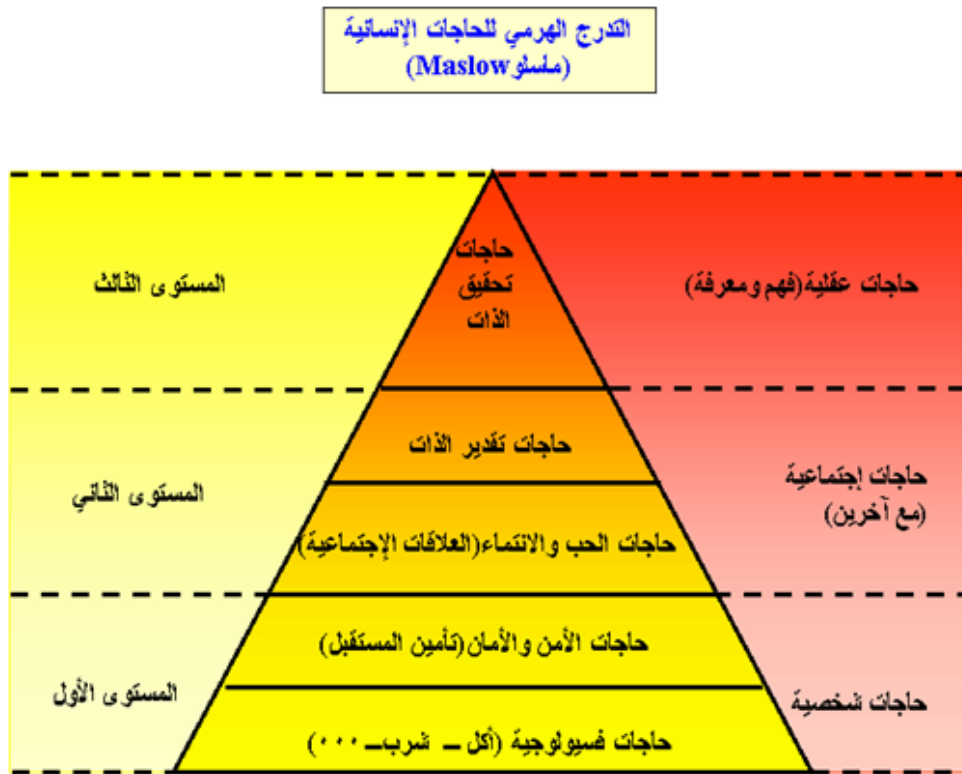 التدرج الهرمي للحاجات الإنسانية
(ماسلو Maslow)
حاجات عقلية(فهم ومعرفة)
حاجات
تحقيق
الذات
المستوى الثالث
حاجات إجتماعية
(مع آخرين)
حاجات تقدير الذات
حاجات الحب والانتماء(العلاقات الإجتماعية)
المستوى الثاني
حاجات شخصية
حاجات الأمن والأمان(تأمين المستقبل)
حاجات فسيولوجية (أكل – شرب–٠٠٠)
المستوى الأول